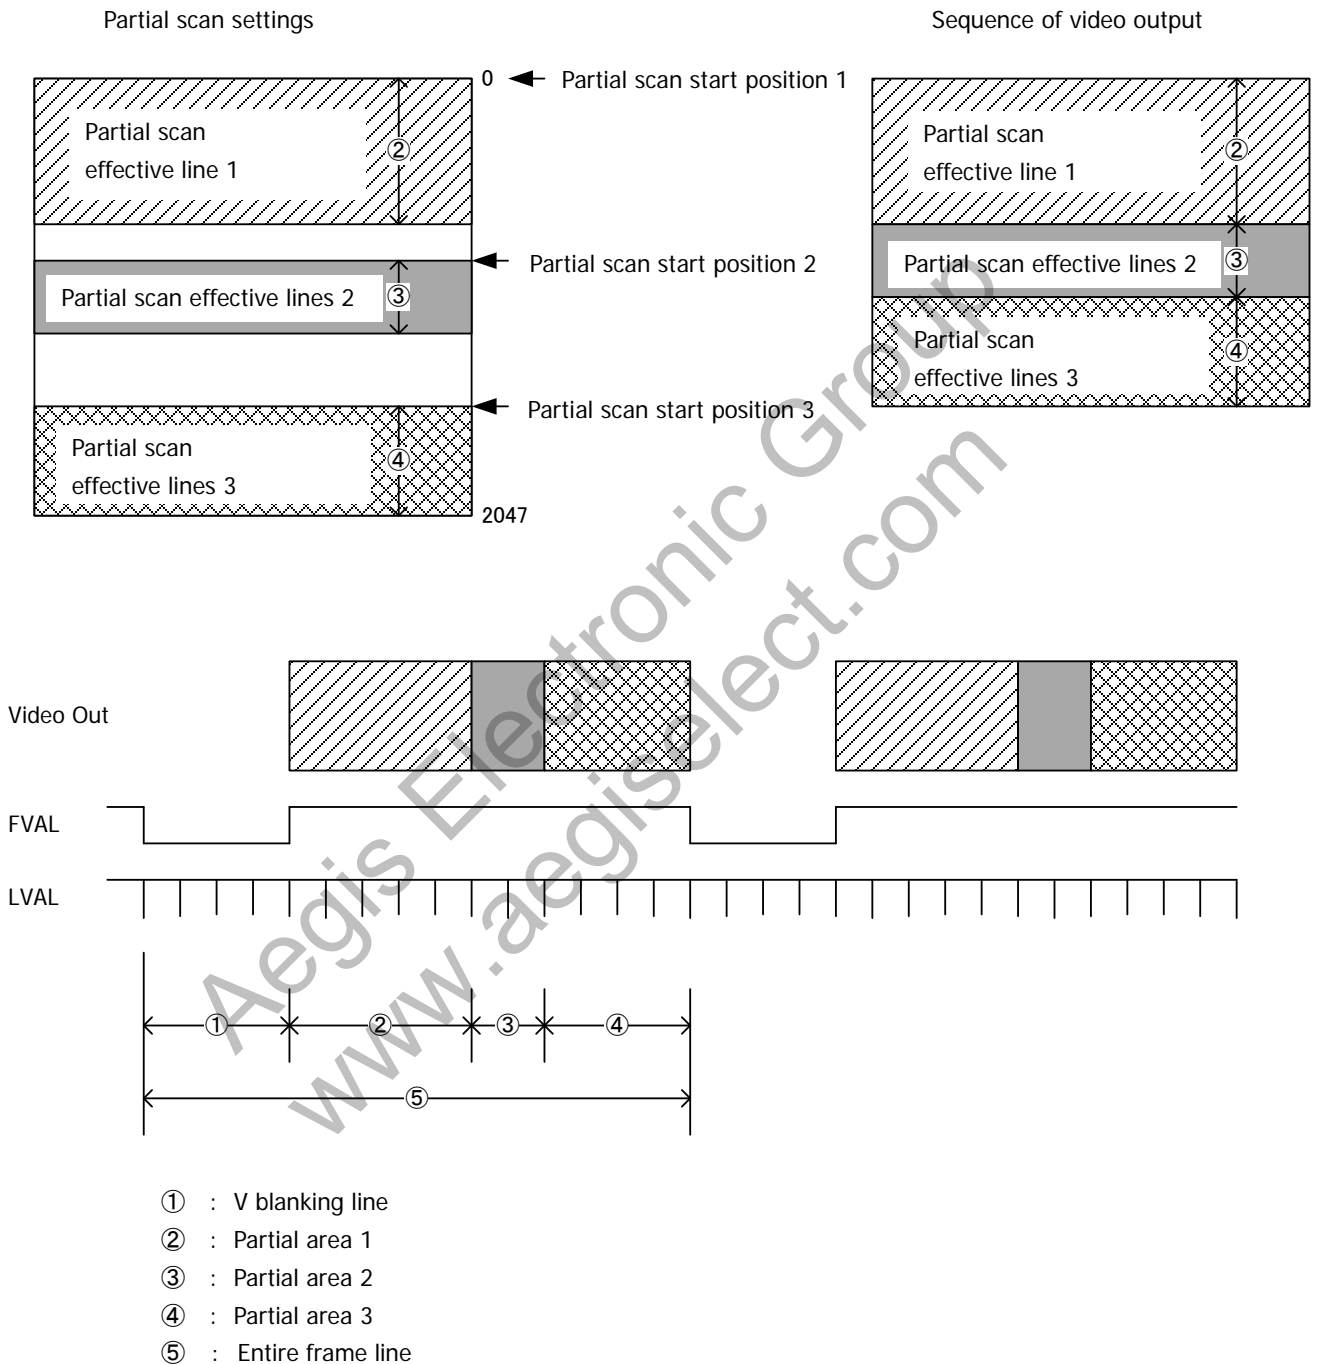 Partial scan settings
Sequence of video output
0
Partial scan start position 1
Partial scan
effective line 1
②
Partial scan start position 2
Partial scan effective lines 2
③
Partial scan start position 3
Partial scan
effective lines 3
④
2047
Partial scan
effective line 1
②
Partial scan effective lines 2
③
Partial scan
effective lines 3
④
Video Out
FVAL
LVAL
① ② ③ ④
⑤
① : V blanking line
② : Partial area 1
③ : Partial area 2
④ : Partial area 3
⑤ : Entire frame line
Aegis Electronic Group
www.aegiselect.com